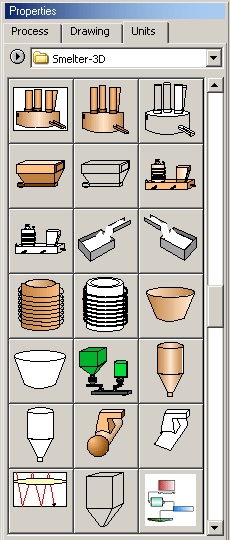 Properties
Process Drawing Units
Smelter-3D